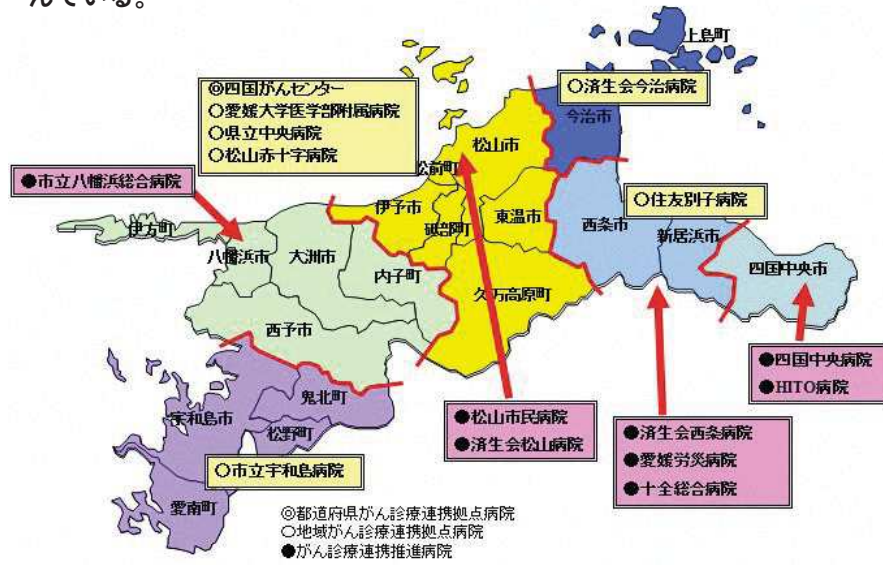 んでいる。
上島町
◎四国がんセンター
○愛媛大学医学部附属病院
○県立中央病院
○松山赤十字病院
○済生会今治病院
今治市
松山市
松前町
●市立八幡浜総合病院
伊予市
砥部町
東温市
○住友別子病院
西条市
新居浜市
四国中央市
伊方町
八幡浜市
大洲市
内子町
久万高原町
西予市
●四国中央病院
●HITO病院
鬼北町
宇和島市
松野町
●松山市民病院
●済生会松山病院
●済生会西条病院
●愛媛労災病院
●十全総合病院
○市立宇和島病院
愛南町
◎都道府県がん診療連携拠点病院
○地域がん診療連携拠点病院
●がん診療連携推進病院